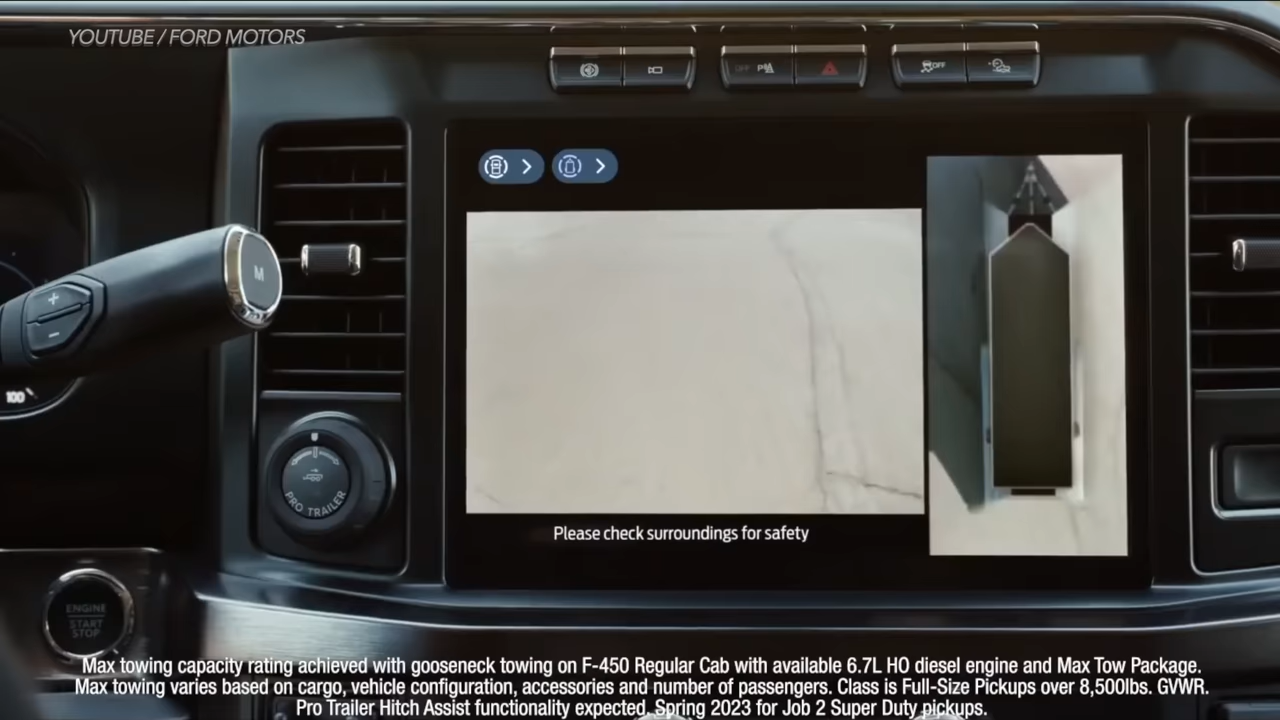 YOUTUBE / FORD MOTORS
OFF
OFF
M
+
−
100
PRO TRAILER
Please check surroundings for safety
ENGINE
START
STOP
Max towing capacity rating achieved with gooseneck towing on F-450 Regular Cab with available 6.7L HO diesel engine and Max Tow Package.
Max towing varies based on cargo, vehicle configuration, accessories and number of passengers. Class is Full-Size Pickups over 8,500lbs. GVWR.
Pro Trailer Hitch Assist functionality expected. Spring 2023 for Job 2 Super Duty pickups.